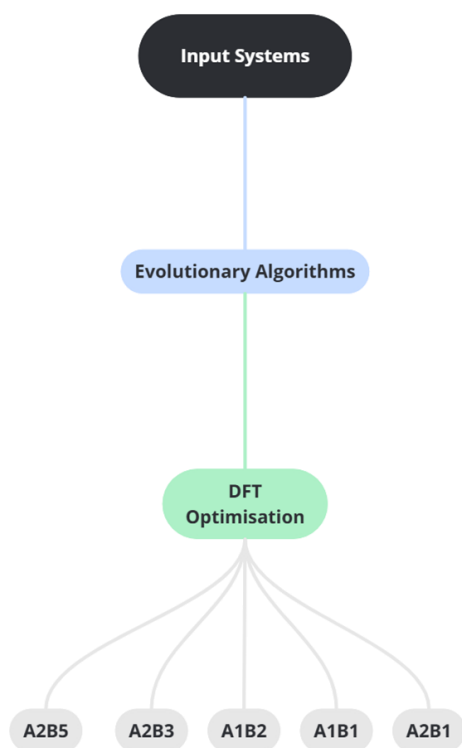 Input Systems
Evolutionary Algorithms
DFT
Optimisation
A2B5
A2B3
A1B2
A1B1
A2B1